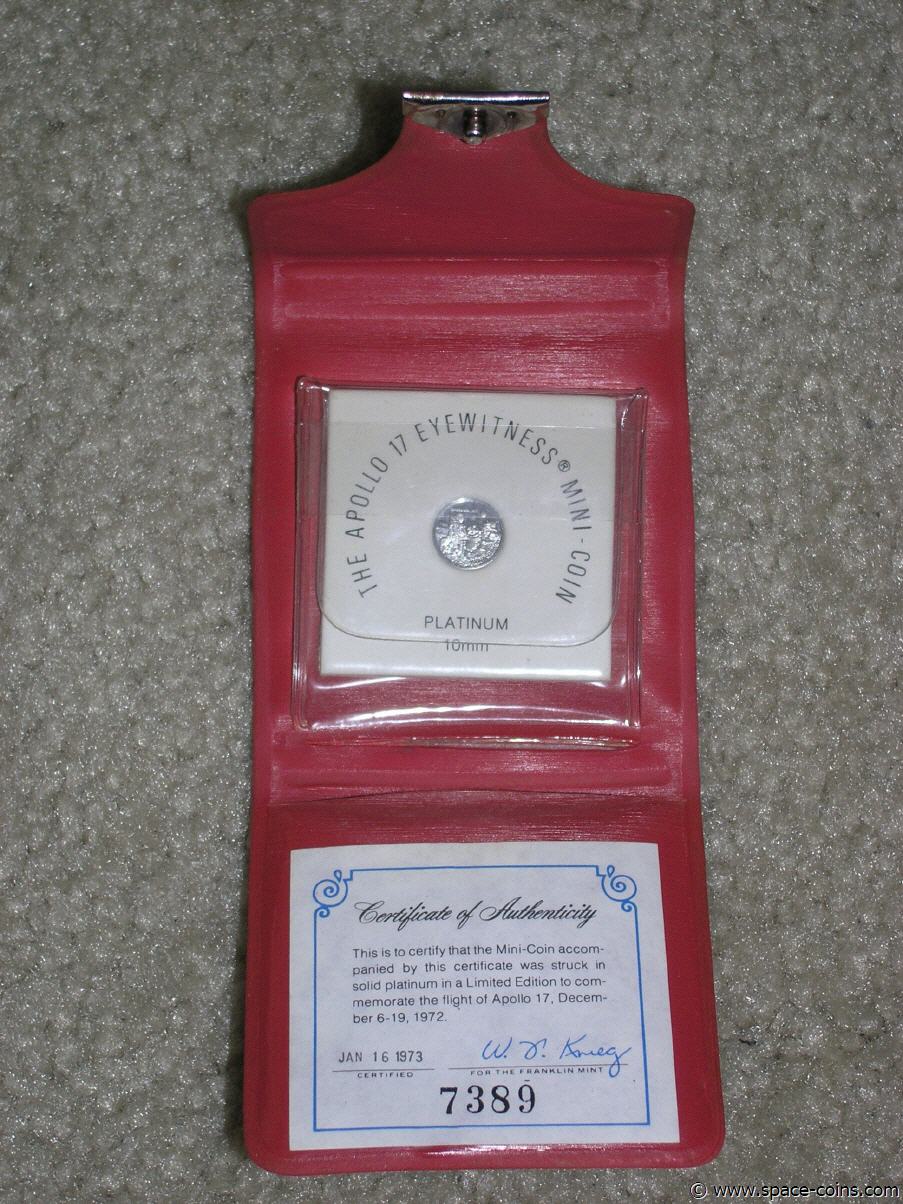 THE APOLLO 17 EYEWITNESS® MINI-COIN
PLATINUM
10mm
Certificate of Authenticity
This is to certify that the Mini-Coin accom-
panied by this certificate was struck in
solid platinum in a Limited Edition to com-
memorate the flight of Apollo 17, Decem-
ber 6-19, 1972.
JAN 16 1973
CERTIFIED
FOR THE FRANKLIN MINT
7389
© www.space-coins.com